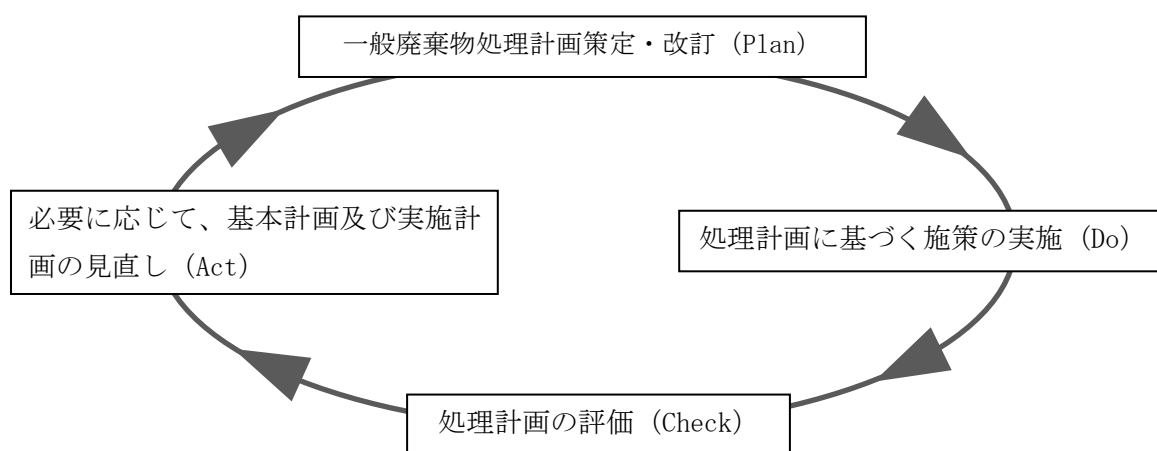 一般廃棄物処理計画策定・改訂（Plan）
必要に応じて、基本計画及び実施計
画の見直し（Act）
処理計画に基づく施策の実施（Do）
処理計画の評価（Check）